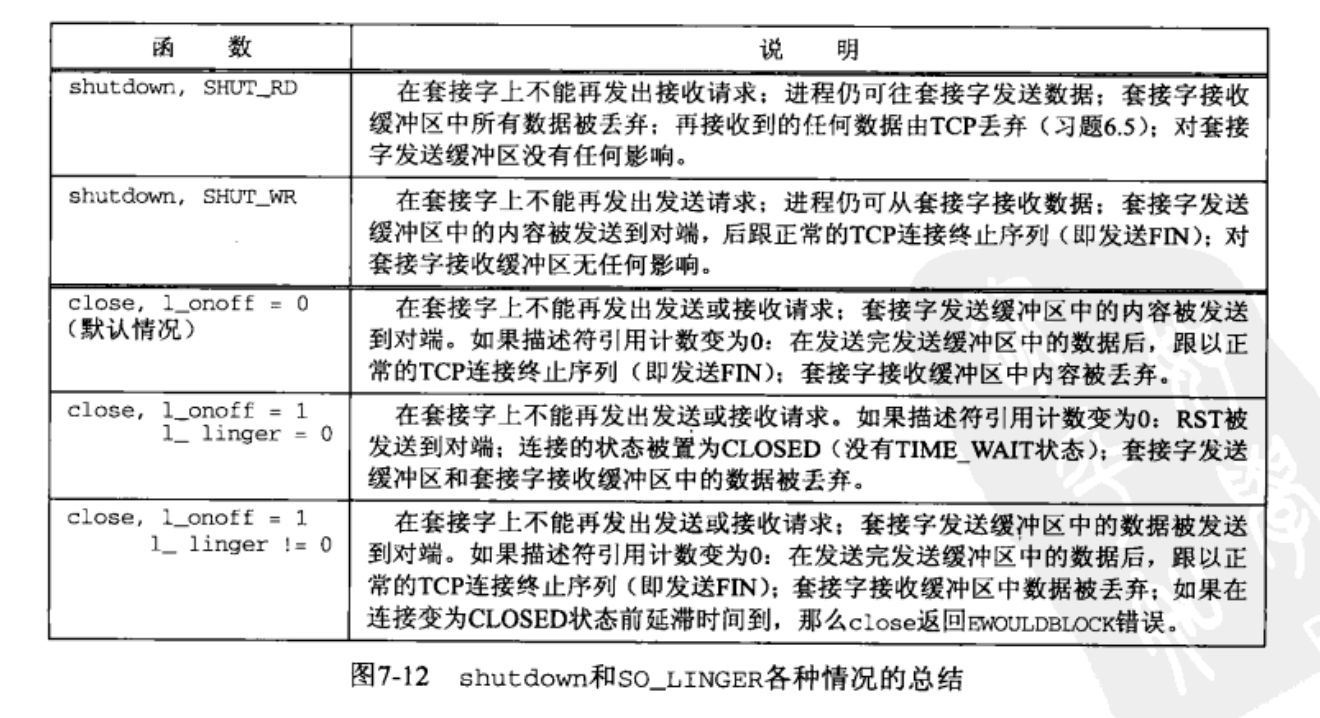 函 数 说 明
shutdown, SHUT_RD 在套接字上不能再发出接收请求；进程仍可往套接字发送数据；套接字接收
缓冲区中所有数据被丢弃；再接收到的任何数据由TCP丢弃（习题6.5）；对套接
字发送缓冲区没有任何影响。
shutdown, SHUT_WR 在套接字上不能再发出发送请求；进程仍可从套接字接收数据；套接字发送
缓冲区中的内容被发送到对端，后跟正常的TCP连接终止序列（即发送FIN）；对
套接字接收缓冲区无任何影响。
close, l_onoff = 0 在套接字上不能再发出发送或接收请求；套接字发送缓冲区中的内容被发送
（默认情况） 到对端。如果描述符引用计数变为0：在发送完发送缓冲区中的数据后，跟以正
常的TCP连接终止序列（即发送FIN）；套接字接收缓冲区中内容被丢弃。
close, l_onoff = 1 在套接字上不能再发出发送或接收请求。如果描述符引用计数变为0：RST被
l_ linger = 0 发送到对端；连接的状态被置为CLOSED（没有TIME_WAIT状态）；套接字发送
缓冲区和套接字接收缓冲区中的数据被丢弃。
close, l_onoff = 1 在套接字上不能再发出发送或接收请求；套接字发送缓冲区中的数据被发送
l_ linger != 0 到对端。如果描述符引用计数变为0：在发送完发送缓冲区中的数据后，跟以正
常的TCP连接终止序列（即发送FIN）；套接字接收缓冲区中数据被丢弃；如果在
连接变为CLOSED状态前延滞时间到，那么close返回EWOULDBLOCK错误。
图7-12 shutdown和SO_LINGER各种情况的总结